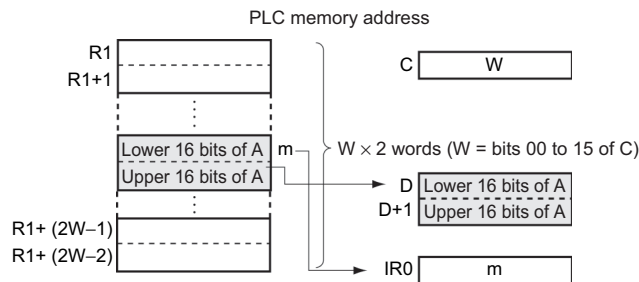 PLC memory address
R1
R1+1
C W
Lower 16 bits of A m
Upper 16 bits of A
W × 2 words (W = bits 00 to 15 of C)
D Lower 16 bits of A
D+1 Upper 16 bits of A
R1+ (2W–1)
R1+ (2W–2)
IR0 m